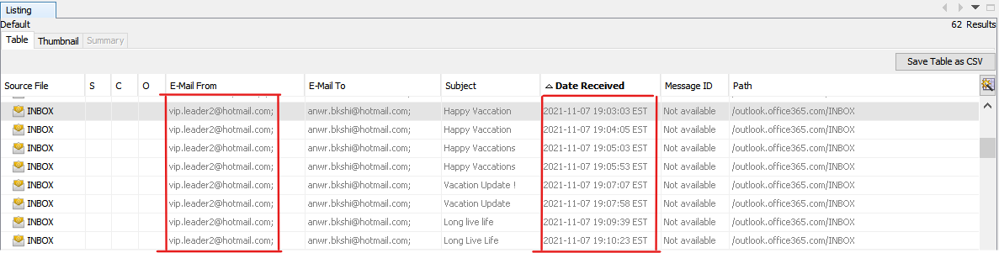 Listing
Default 62 Results
Table Thumbnail Summary
Save Table as CSV
Source File S C O E-Mail From E-Mail To Subject Date Received Message ID Path
INBOX vip.leader2@hotmail.com; anwr.bkshi@hotmail.com; Happy Vaccation 2021-11-07 19:03:03 EST Not available /outlook.office365.com/INBOX
INBOX vip.leader2@hotmail.com; anwr.bkshi@hotmail.com; Happy Vaccation 2021-11-07 19:04:05 EST Not available /outlook.office365.com/INBOX
INBOX vip.leader2@hotmail.com; anwr.bkshi@hotmail.com; Happy Vaccations 2021-11-07 19:05:03 EST Not available /outlook.office365.com/INBOX
INBOX vip.leader2@hotmail.com; anwr.bkshi@hotmail.com; Happy Vaccations 2021-11-07 19:05:53 EST Not available /outlook.office365.com/INBOX
INBOX vip.leader2@hotmail.com; anwr.bkshi@hotmail.com; Vacation Update ! 2021-11-07 19:07:07 EST Not available /outlook.office365.com/INBOX
INBOX vip.leader2@hotmail.com; anwr.bkshi@hotmail.com; Vacation Update 2021-11-07 19:07:58 EST Not available /outlook.office365.com/INBOX
INBOX vip.leader2@hotmail.com; anwr.bkshi@hotmail.com; Long live life 2021-11-07 19:09:39 EST Not available /outlook.office365.com/INBOX
INBOX vip.leader2@hotmail.com; anwr.bkshi@hotmail.com; Long Live Life 2021-11-07 19:10:23 EST Not available /outlook.office365.com/INBOX